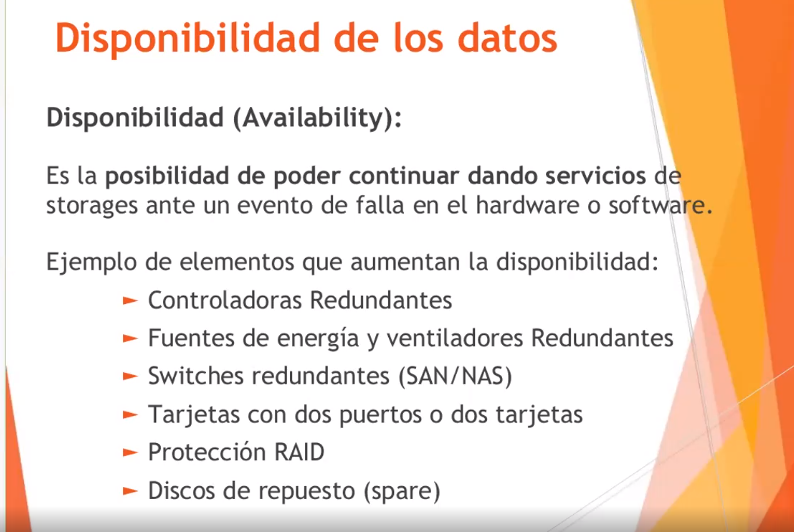 Disponibilidad de los datos
Disponibilidad (Availability):
Es la posibilidad de poder continuar dando servicios de
storages ante un evento de falla en el hardware o software.
Ejemplo de elementos que aumentan la disponibilidad:
► Controladoras Redundantes
► Fuentes de energía y ventiladores Redundantes
► Switches redundantes (SAN/NAS)
► Tarjetas con dos puertos o dos tarjetas
► Protección RAID
► Discos de repuesto (spare)